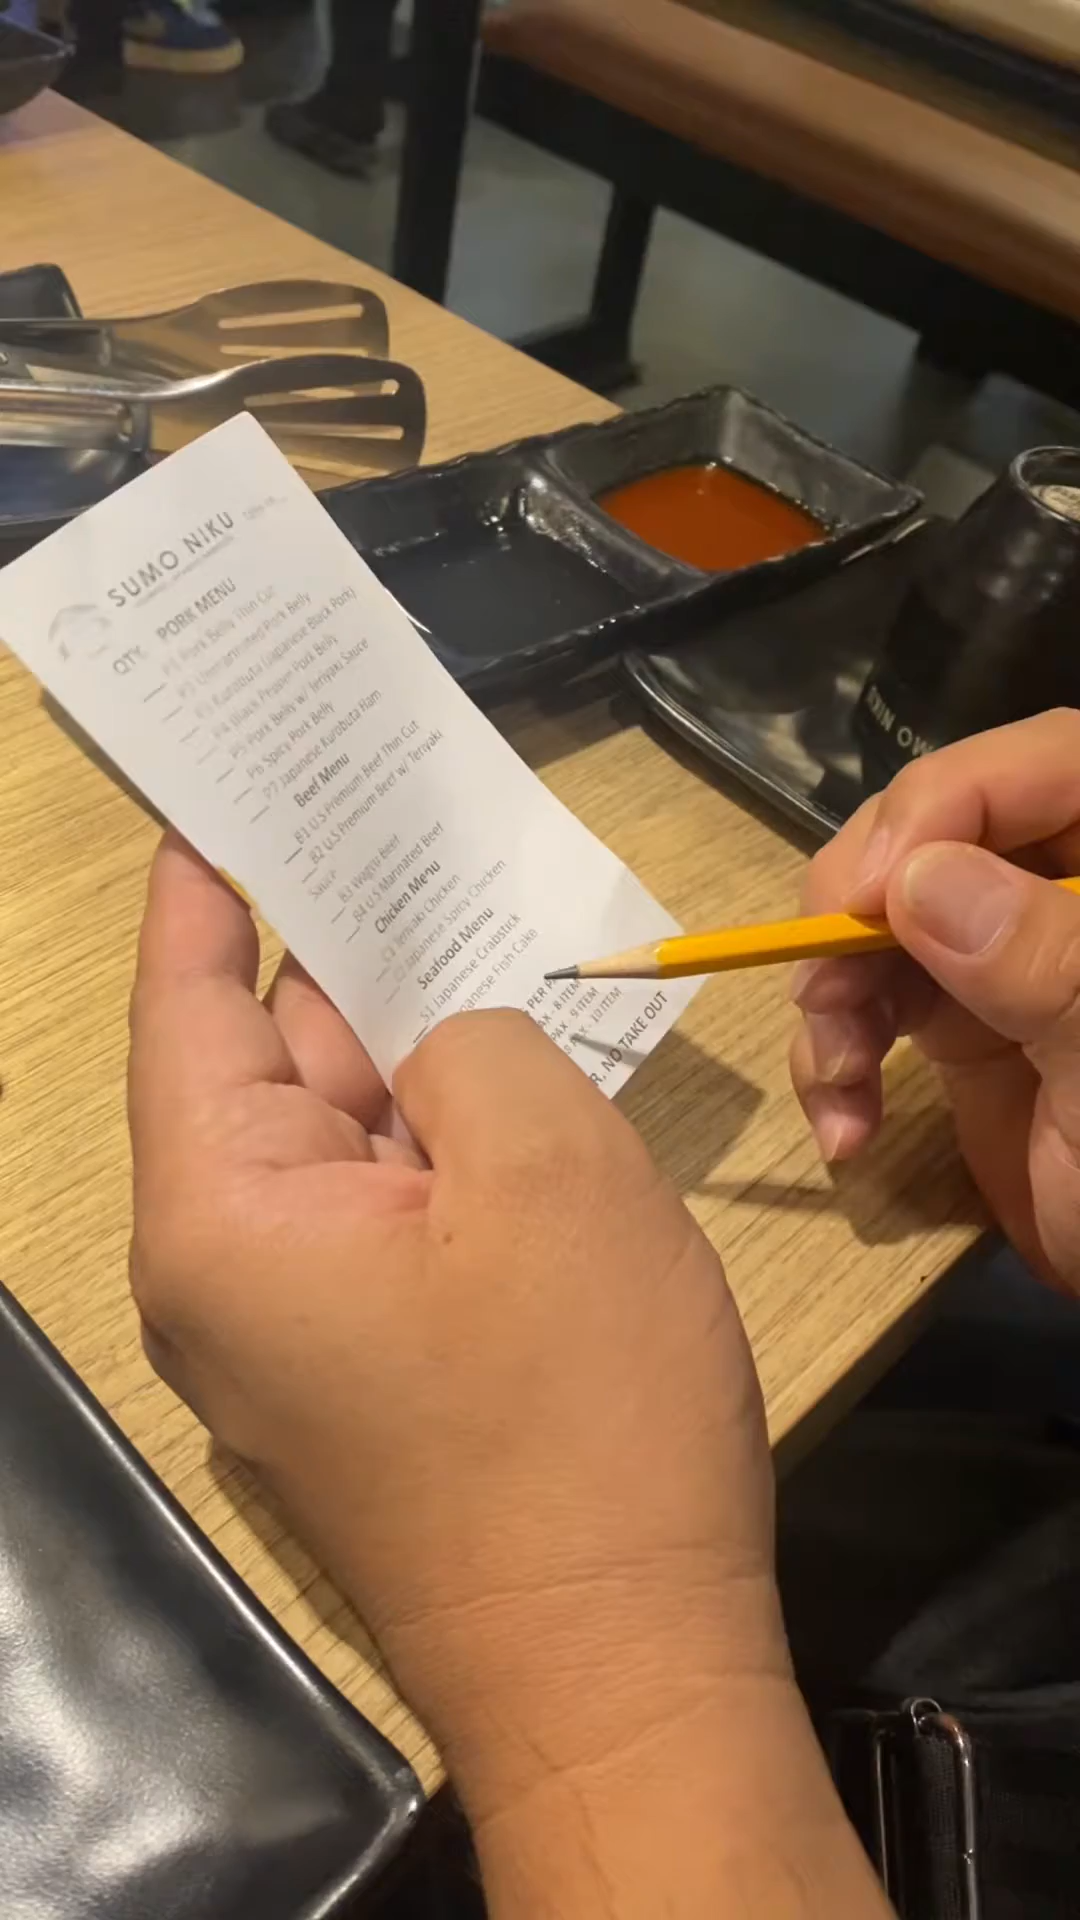 SUMO NIKU
QTY. PORK MENU
P1 Pork Belly Thin Cut
P2 Unmarinated Pork Belly
P3 Kurobuta (Japanese Black Pork)
P4 Black Pepper Pork Belly
P5 Pork Belly w/ Teriyaki Sauce
P6 Spicy Pork Belly
P7 Japanese Kurobuta Ham
Beef Menu
B1 U.S Premium Beef Thin Cut
B2 U.S Premium Beef w/ Teriyaki
Sauce
B3 Wagyu Beef
B4 U.S Marinated Beef
Chicken Menu
C1 Teriyaki Chicken
C2 Japanese Spicy Chicken
Seafood Menu
S1 Japanese Crabstick
Fish Cake
PER
- 8 ITEM
PAX - 9 ITEM
PAX - 10 ITEM
NO TAKE OUT